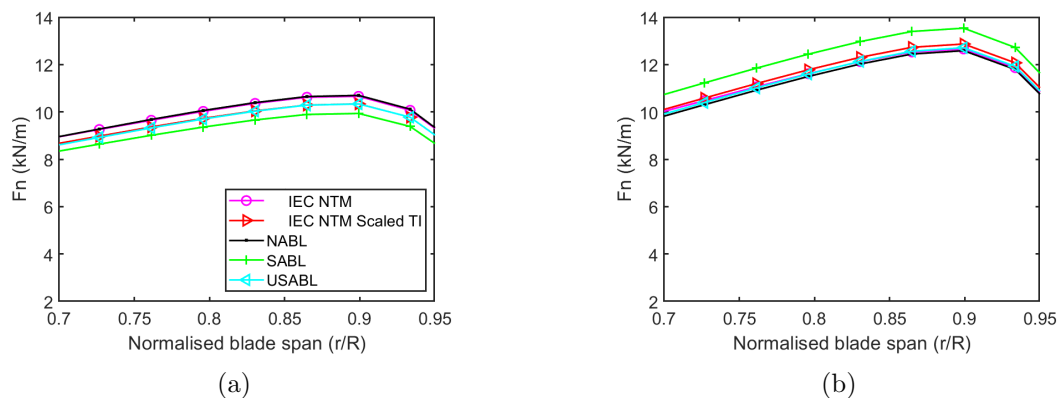 14
12
10
8
6
4
2
Fn (kN/m)
0.7 0.75 0.8 0.85 0.9 0.95
Normalised blade span (r/R)
IEC NTM
IEC NTM Scaled TI
NABL
SABL
USABL
(a)
14
12
10
8
6
4
2
Fn (kN/m)
0.7 0.75 0.8 0.85 0.9 0.95
Normalised blade span (r/R)
(b)